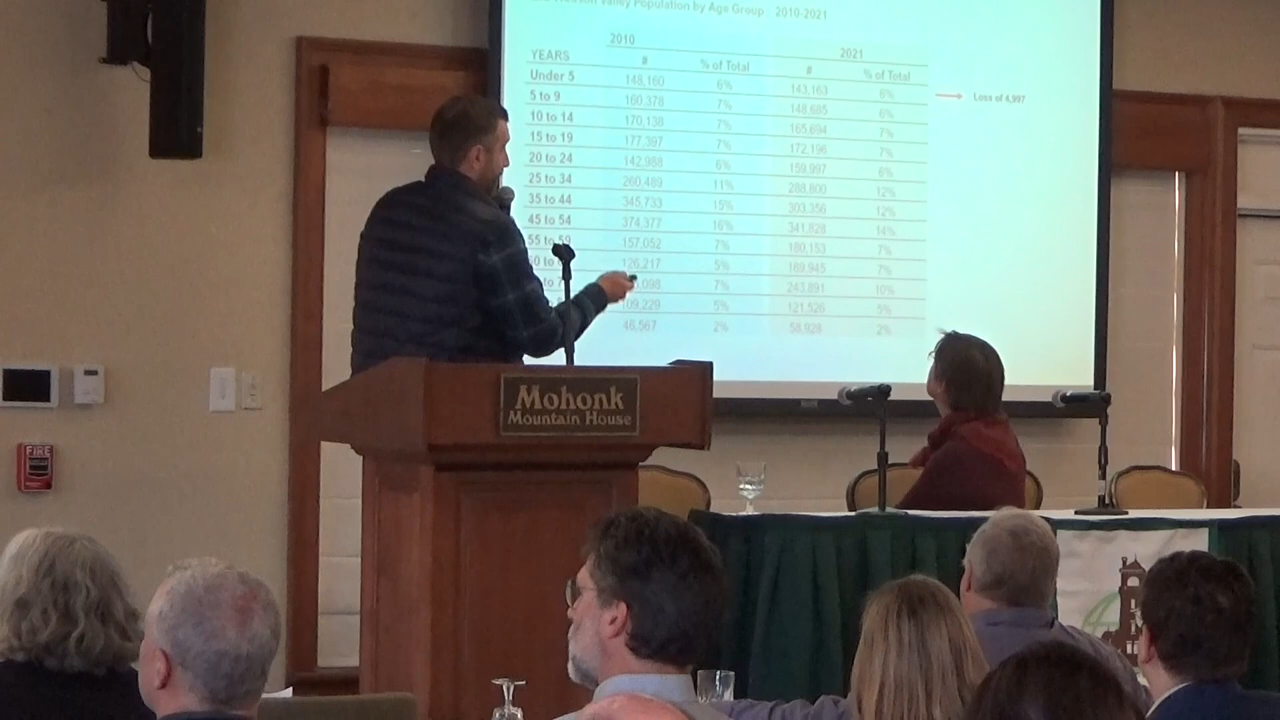 Hudson Valley Population by Age Group 2010-2021
2010 2021
YEARS # % of Total # % of Total
Under 5 148,160 6% 143,163 6% Loss of 4,997
5 to 9 160,378 7% 148,685 6%
10 to 14 170,138 7% 165,694 7%
15 to 19 177,397 7% 172,196 7%
20 to 24 142,988 6% 159,997 6%
25 to 34 260,489 11% 288,800 12%
35 to 44 345,733 15% 303,356 12%
45 to 54 374,377 16% 341,828 14%
55 to 59 157,052 7% 180,153 7%
to 126,217 5% 169,945 7%
to 7% 243,891 10%
109,229 5% 121,526 5%
46,567 2% 58,928 2%
Mohonk
Mountain House
FIRE